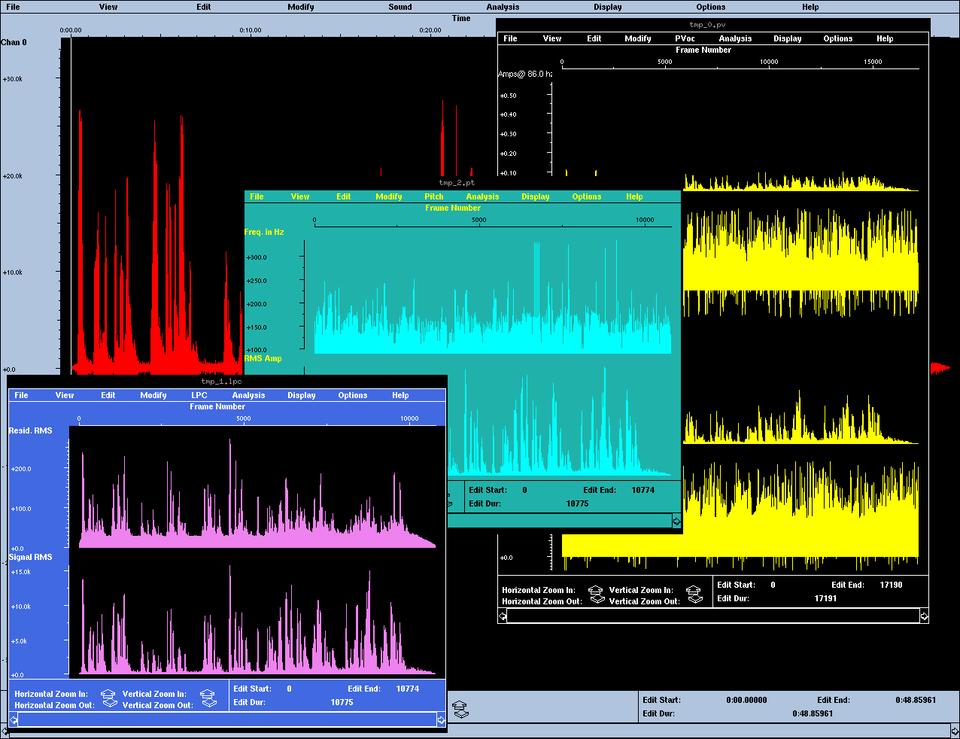 File View Edit Modify Sound Analysis Display Options Help
Time
0:00.00 0:10.00 0:20.00
Chan 0
+30.0k
+20.0k
+10.0k
+0.0
tmp_0.pv
File View Edit Modify PVoc Analysis Display Options Help
Frame Number
0 5000 10000 15000
Amps@ 86.0 hz
+0.50
+0.40
+0.30
+0.20
+0.10
+0.0
Horizontal Zoom In: Vertical Zoom In:
Horizontal Zoom Out: Vertical Zoom Out:
Edit Start: 0 Edit End: 17190
Edit Dur: 17191
tmp_2.pt
File View Edit Modify Pitch Analysis Display Options Help
Frame Number
0 5000 10000
Freq. in Hz
+300.0
+250.0
+200.0
+150.0
+100.0
RMS Amp
Edit Start: 0 Edit End: 10774
Edit Dur: 10775
tmp_1.lpc
File View Edit Modify LPC Analysis Display Options Help
Frame Number
0 5000 10000
Resid. RMS
+200.0
+100.0
+0.0
Signal RMS
+15.0k
+10.0k
+5.0k
+0.0
Horizontal Zoom In: Vertical Zoom In:
Horizontal Zoom Out: Vertical Zoom Out:
Edit Start: 0 Edit End: 10774
Edit Dur: 10775
Edit Start: 0:00.00000 Edit End: 0:48.85961
Edit Dur: 0:48.85961